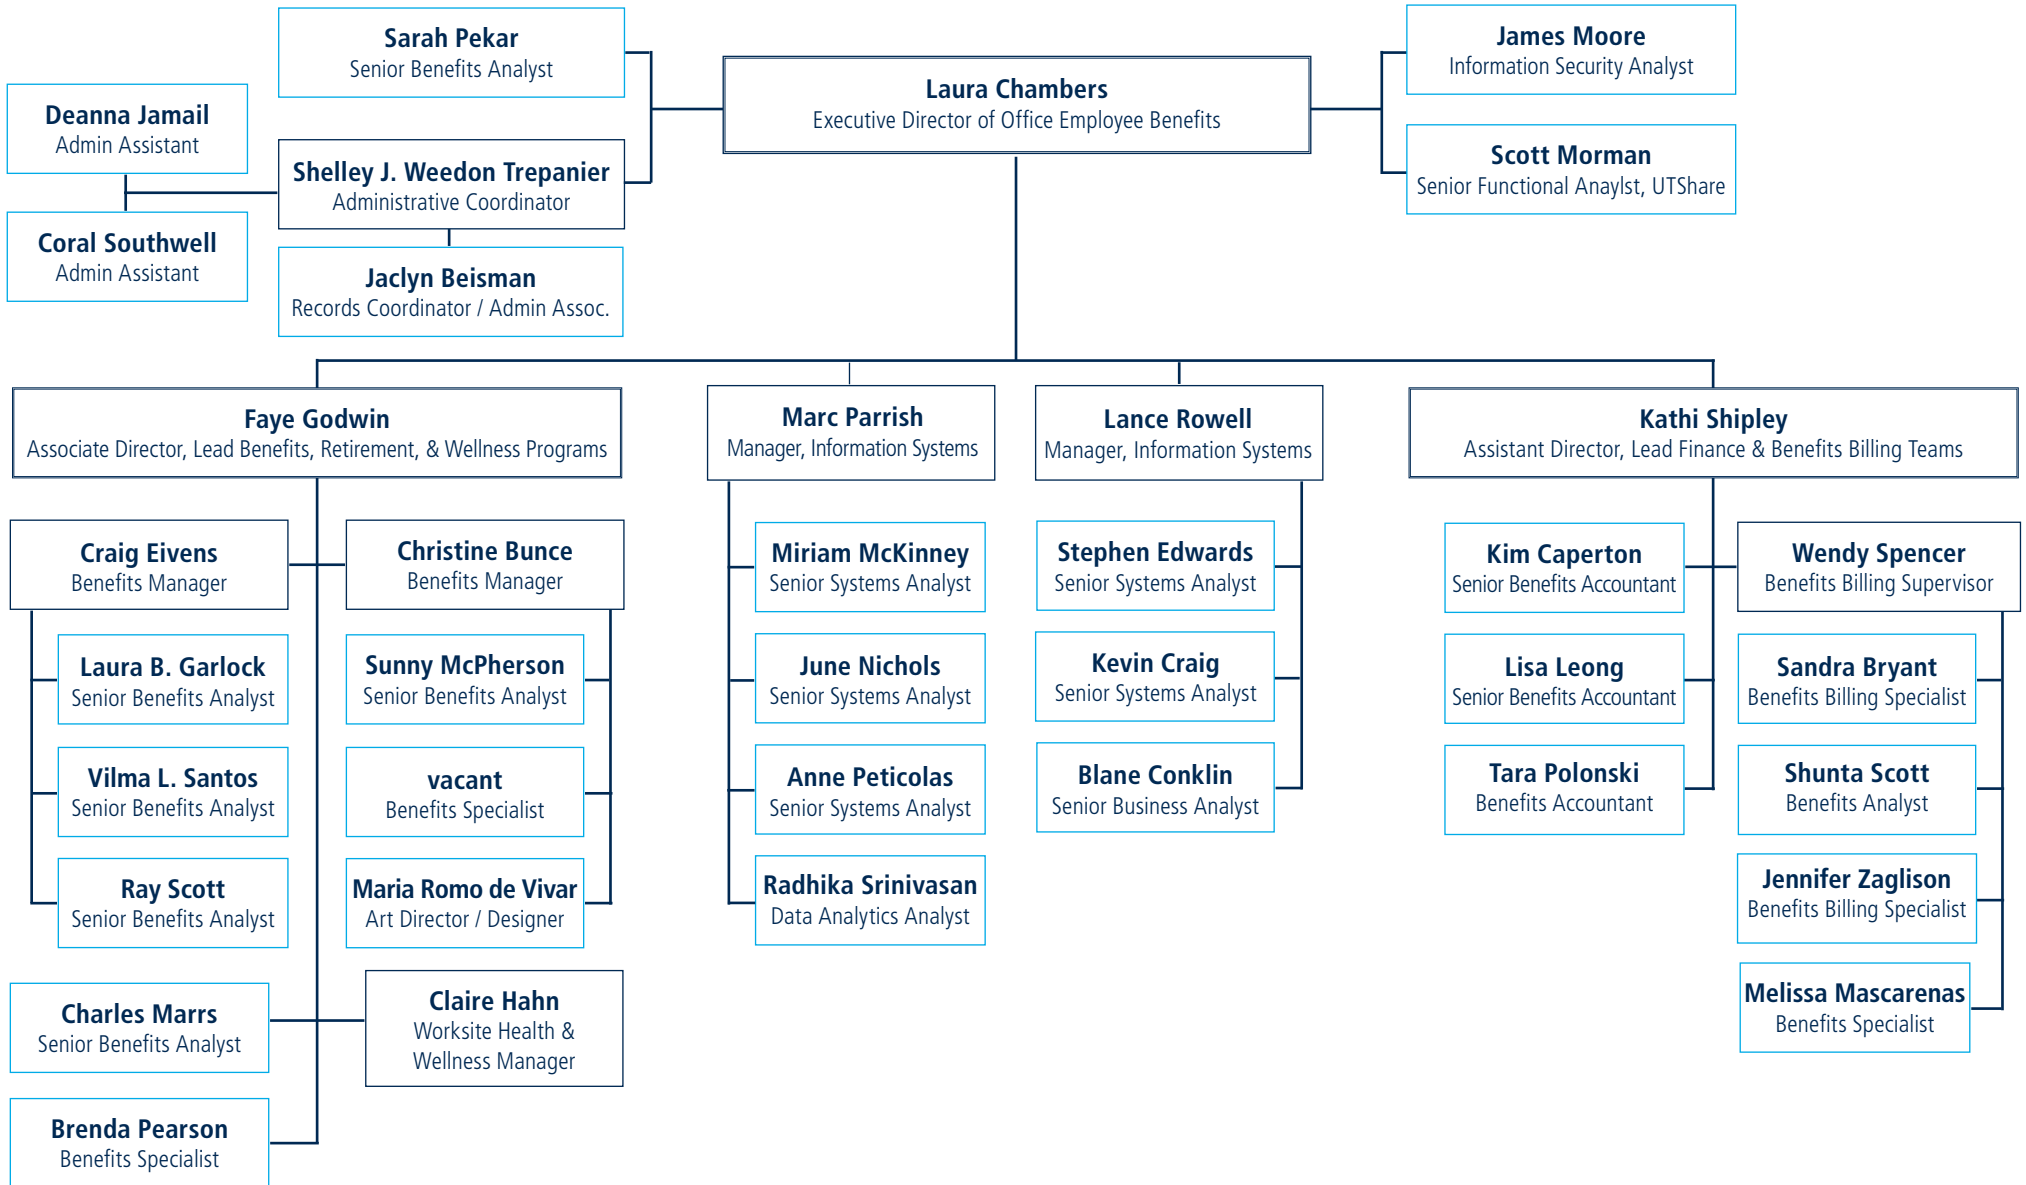 Sarah Pekar
Senior Benefits Analyst
James Moore
Information Security Analyst
Laura Chambers
Executive Director of Office Employee Benefits
Deanna Jamail
Admin Assistant
Shelley J. Weedon Trepanier
Administrative Coordinator
Scott Morman
Senior Functional Anaylst, UTShare
Coral Southwell
Admin Assistant
Jaclyn Beisman
Records Coordinator / Admin Assoc.
Faye Godwin
Associate Director, Lead Benefits, Retirement, & Wellness Programs
Marc Parrish
Manager, Information Systems
Lance Rowell
Manager, Information Systems
Kathi Shipley
Assistant Director, Lead Finance & Benefits Billing Teams
Craig Eivens
Benefits Manager
Christine Bunce
Benefits Manager
Laura B. Garlock
Senior Benefits Analyst
Sunny McPherson
Senior Benefits Analyst
Vilma L. Santos
Senior Benefits Analyst
vacant
Benefits Specialist
Ray Scott
Senior Benefits Analyst
Maria Romo de Vivar
Art Director / Designer
Charles Marrs
Senior Benefits Analyst
Claire Hahn
Worksite Health &
Wellness Manager
Brenda Pearson
Benefits Specialist
Miriam McKinney
Senior Systems Analyst
June Nichols
Senior Systems Analyst
Anne Peticolas
Senior Systems Analyst
Radhika Srinivasan
Data Analytics Analyst
Stephen Edwards
Senior Systems Analyst
Kevin Craig
Senior Systems Analyst
Blane Conklin
Senior Business Analyst
Kim Caperton
Senior Benefits Accountant
Wendy Spencer
Benefits Billing Supervisor
Lisa Leong
Senior Benefits Accountant
Sandra Bryant
Benefits Billing Specialist
Tara Polonski
Benefits Accountant
Shunta Scott
Benefits Analyst
Jennifer Zaglison
Benefits Billing Specialist
Melissa Mascarenas
Benefits Specialist